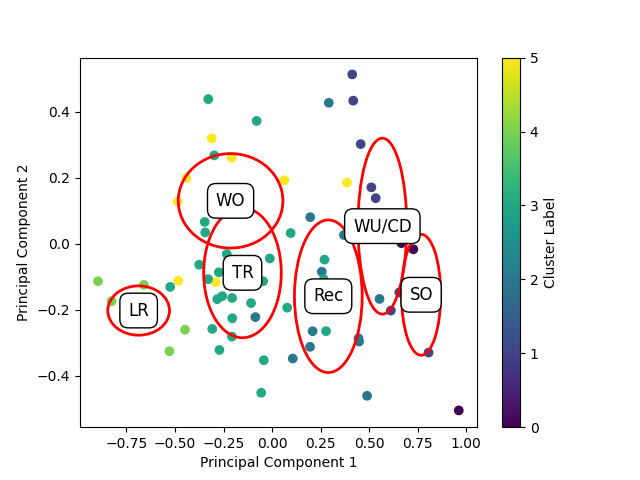 5
0.4
4
0.2
WO
WU/CD
Principal Component 2
0.0
3
Cluster Label
TR
2
Rec
SO
−0.2
LR
1
−0.4
0
−0.75 −0.50 −0.25 0.00 0.25 0.50 0.75 1.00
Principal Component 1